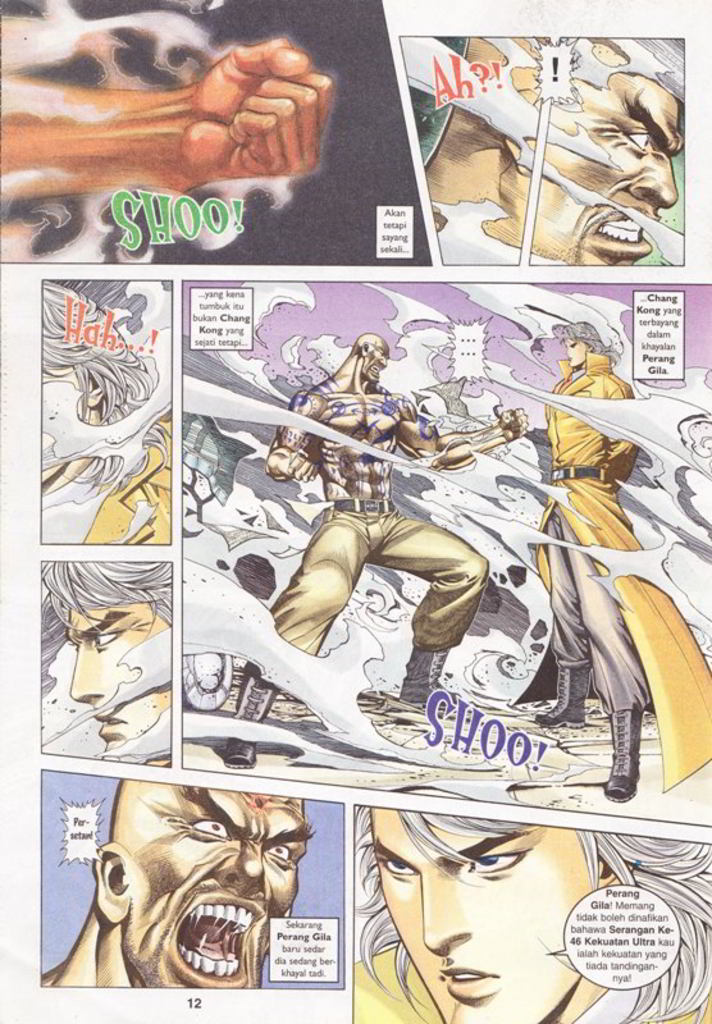 SHOO!
Akan
tetapi
sayang
sekali...
Ah?!
!
Hah....!
...yang kena
tumbuk itu
bukan Chang
Kong yang
sejati tetapi...
...
...Chang
Kong yang
terbayang
dalam
khayalan
Perang
Gila.
SHOO!
Per-
setan!
Sekarang
Perang Gila
baru sedar
dia sedang ber-
khayal tadi.
Perang
Gila! Memang
tidak boleh dinafikan
bahawa Serangan Ke-
46 Kekuatan Ultra kau
ialah serangan yang
tiada tandingan-
nya!
12